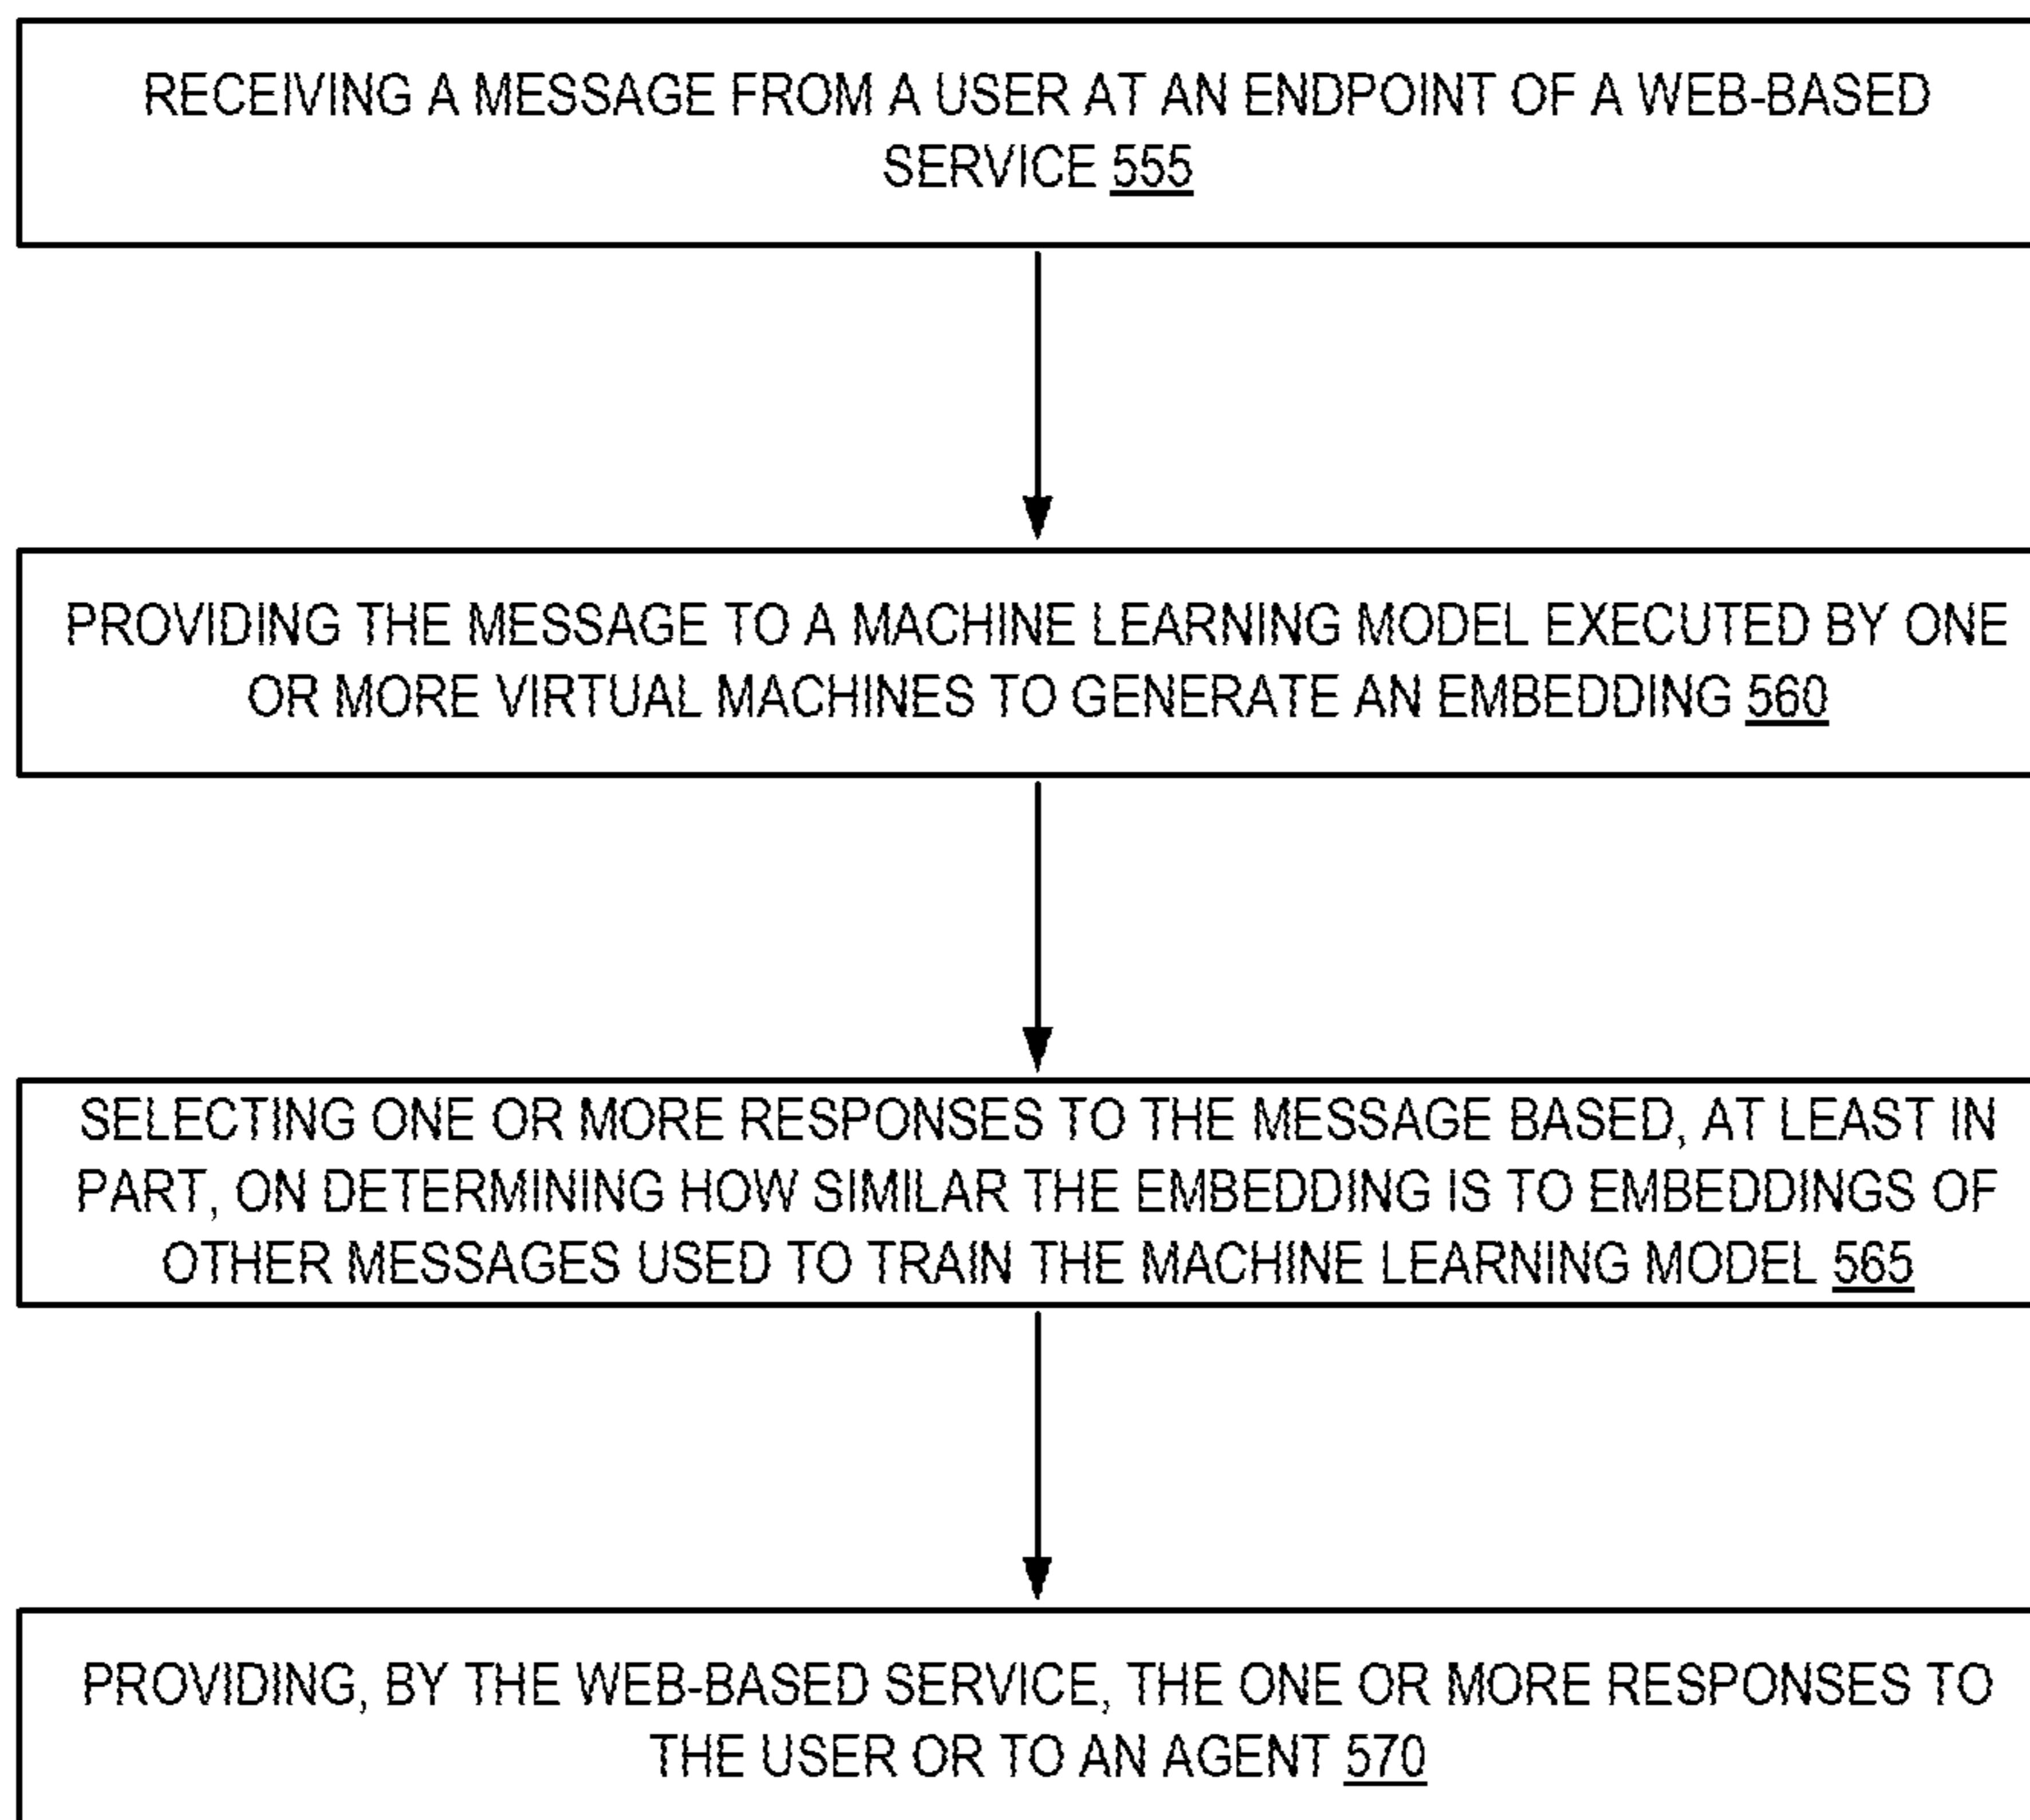 RECEIVING A MESSAGE FROM A USER AT AN ENDPOINT OF A WEB-BASED
SERVICE 555
PROVIDING THE MESSAGE TO A MACHINE LEARNING MODEL EXECUTED BY ONE
OR MORE VIRTUAL MACHINES TO GENERATE AN EMBEDDING 560
SELECTING ONE OR MORE RESPONSES TO THE MESSAGE BASED, AT LEAST IN
PART, ON DETERMINING HOW SIMILAR THE EMBEDDING IS TO EMBEDDINGS OF
OTHER MESSAGES USED TO TRAIN THE MACHINE LEARNING MODEL 565
PROVIDING, BY THE WEB-BASED SERVICE, THE ONE OR MORE RESPONSES TO
THE USER OR TO AN AGENT 570